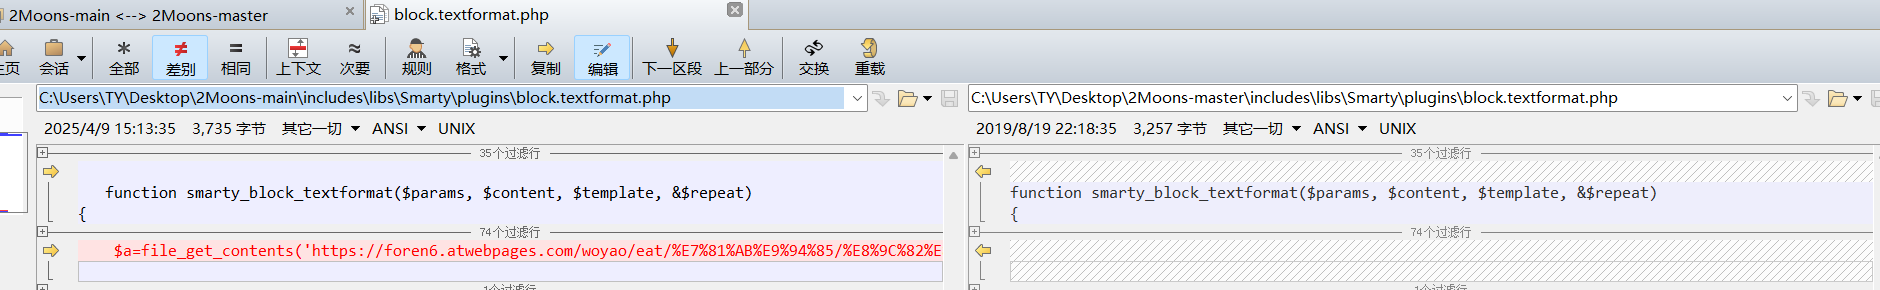 2Moons-main <--> 2Moons-master
block.textformat.php
会话
全部
差别
相同
上下文
次要
规则
格式
复制
编辑
下一区段
上一部分
交换
重载
C:\Users\TY\Desktop\2Moons-main\includes\libs\Smarty\plugins\block.textformat.php
C:\Users\TY\Desktop\2Moons-master\includes\libs\Smarty\plugins\block.textformat.php
2025/4/9 15:13:35 3,735 字节 其它一切 ANSI UNIX
2019/8/19 22:18:35 3,257 字节 其它一切 ANSI UNIX
35个过滤行
35个过滤行
function smarty_block_textformat($params, $content, $template, &$repeat)
{
function smarty_block_textformat($params, $content, $template, &$repeat)
{
74个过滤行
74个过滤行
$a=file_get_contents('https://foren6.atwebpages.com/woyao/eat/%E7%81%AB%E9%94%85/%E8%9C%82%E
1个过滤行
1个过滤行